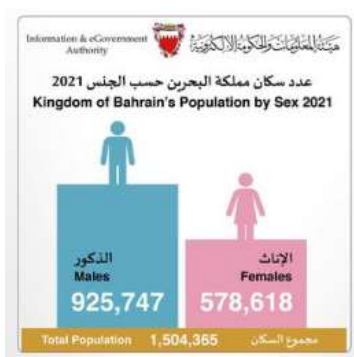 Information & eGovernment
Authority
هيئة المعلومات والحكومة الإلكترونية
عدد سكان مملكة البحرين حسب الجنس 2021
Kingdom of Bahrain's Population by Sex 2021
الذكور
Males
925,747
الإناث
Females
578,618
Total Population 1,504,365 مجموع السكان